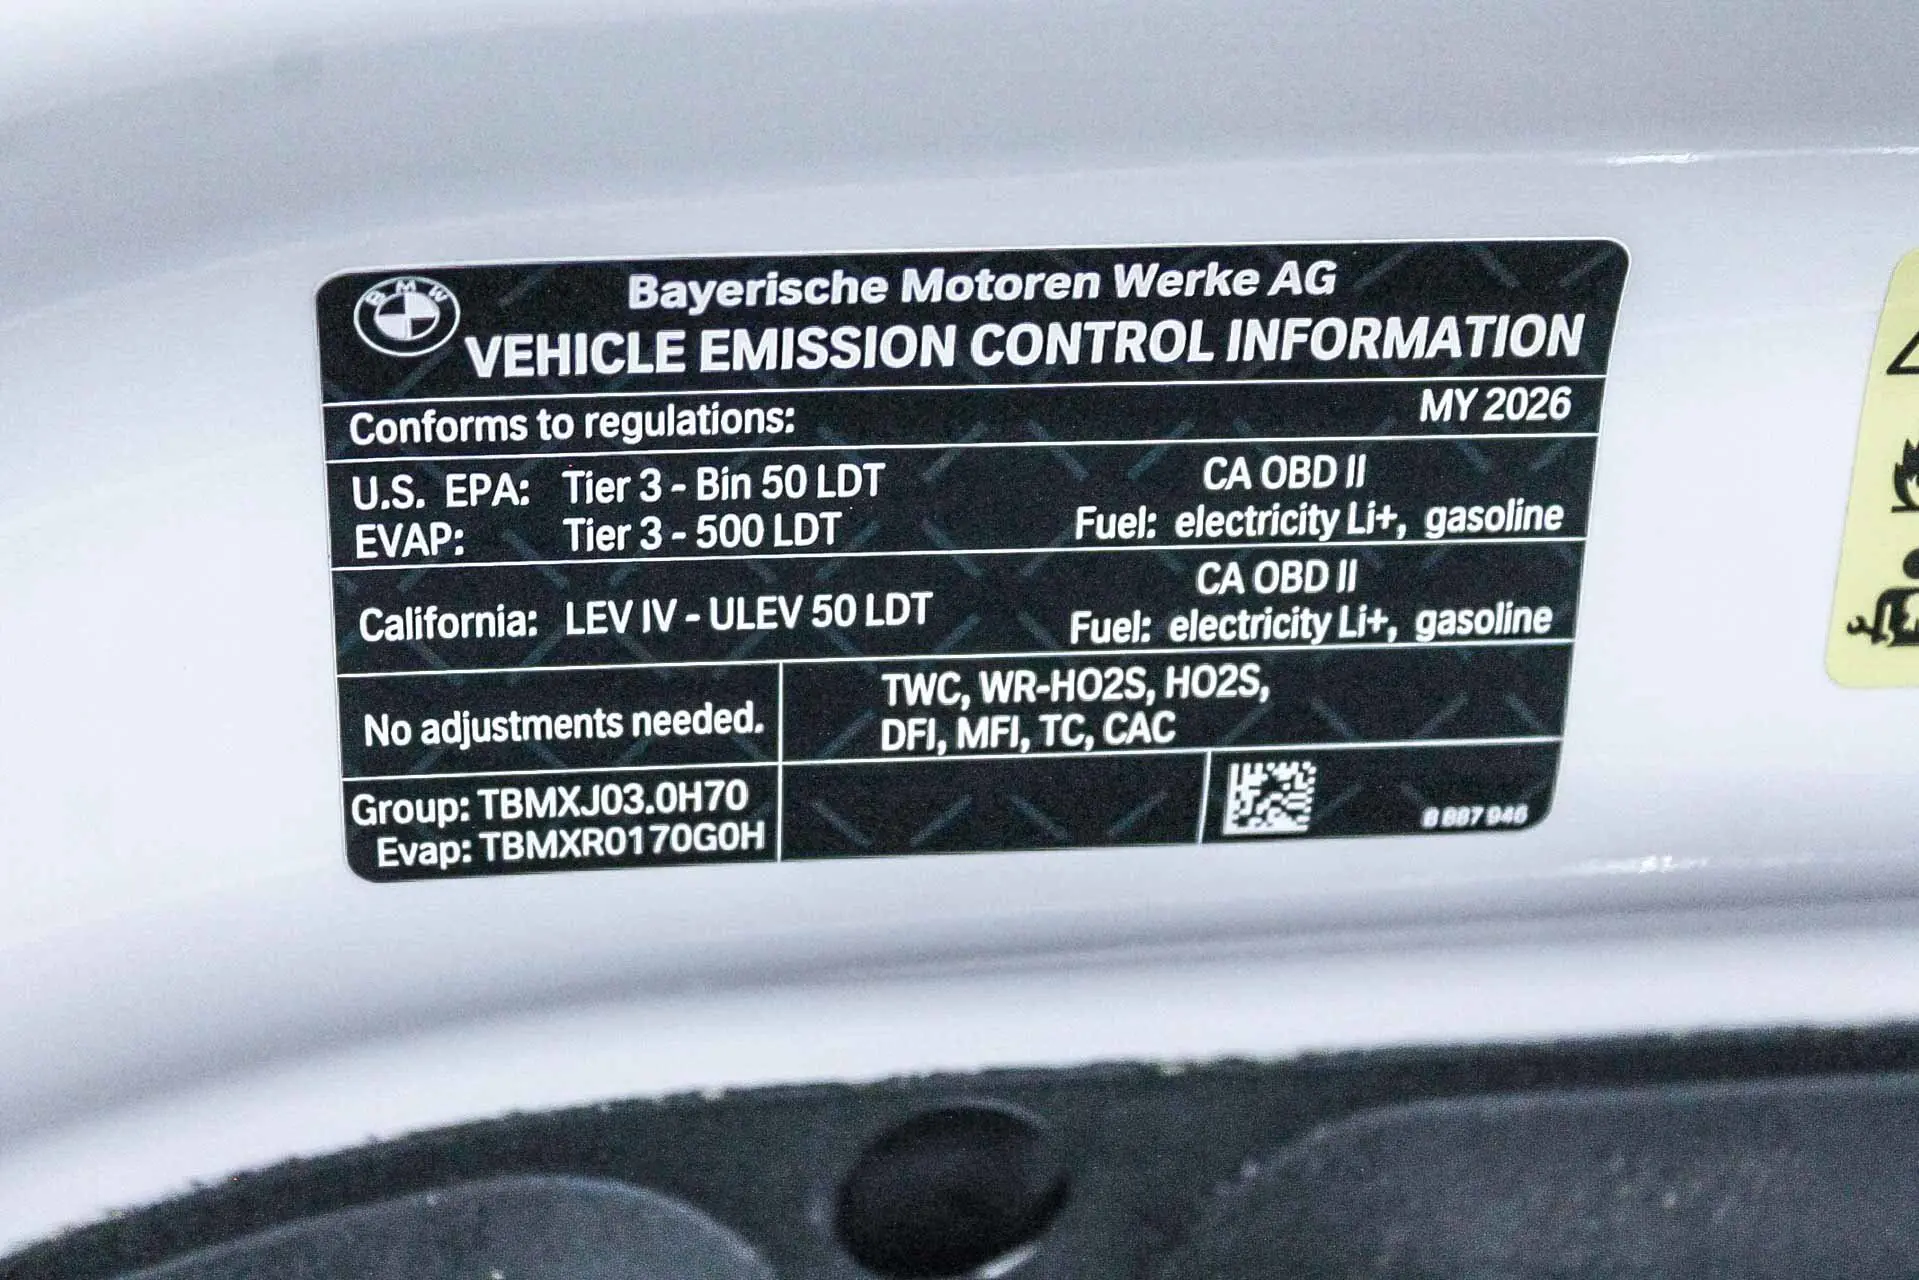 BMW
Bayerische Motoren Werke AG
VEHICLE EMISSION CONTROL INFORMATION
Conforms to regulations: MY 2026
U.S. EPA: Tier 3 - Bin 50 LDT CA OBD II
EVAP: Tier 3 - 500 LDT Fuel: electricity Li+, gasoline
CA OBD II
California: LEV IV - ULEV 50 LDT Fuel: electricity Li+, gasoline
No adjustments needed.
TWC, WR-HO2S, HO2S,
DFI, MFI, TC, CAC
Group: TBMXJ03.0H70
Evap: TBMXR0170G0H